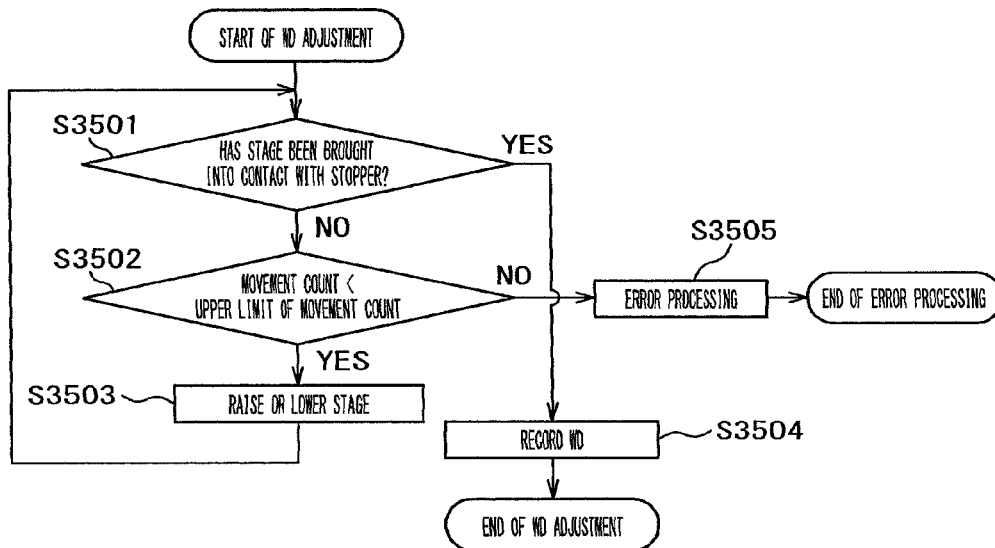 START OF WD ADJUSTMENT
S3501
HAS STAGE BEEN BROUGHT
INTO CONTACT WITH STOPPER?
YES
NO
S3502
MOVEMENT COUNT <
UPPER LIMIT OF MOVEMENT COUNT
NO
S3505
ERROR PROCESSING
END OF ERROR PROCESSING
YES
S3503
RAISE OR LOWER STAGE
RECORD WD
S3504
END OF WD ADJUSTMENT